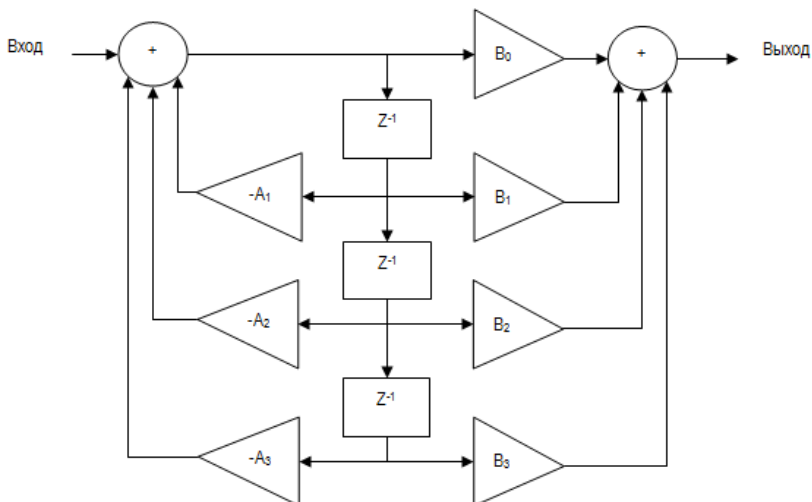 Вход + B₀ + Выход
Z⁻¹
-A₁ B₁
Z⁻¹
-A₂ B₂
Z⁻¹
-A₃ B₃